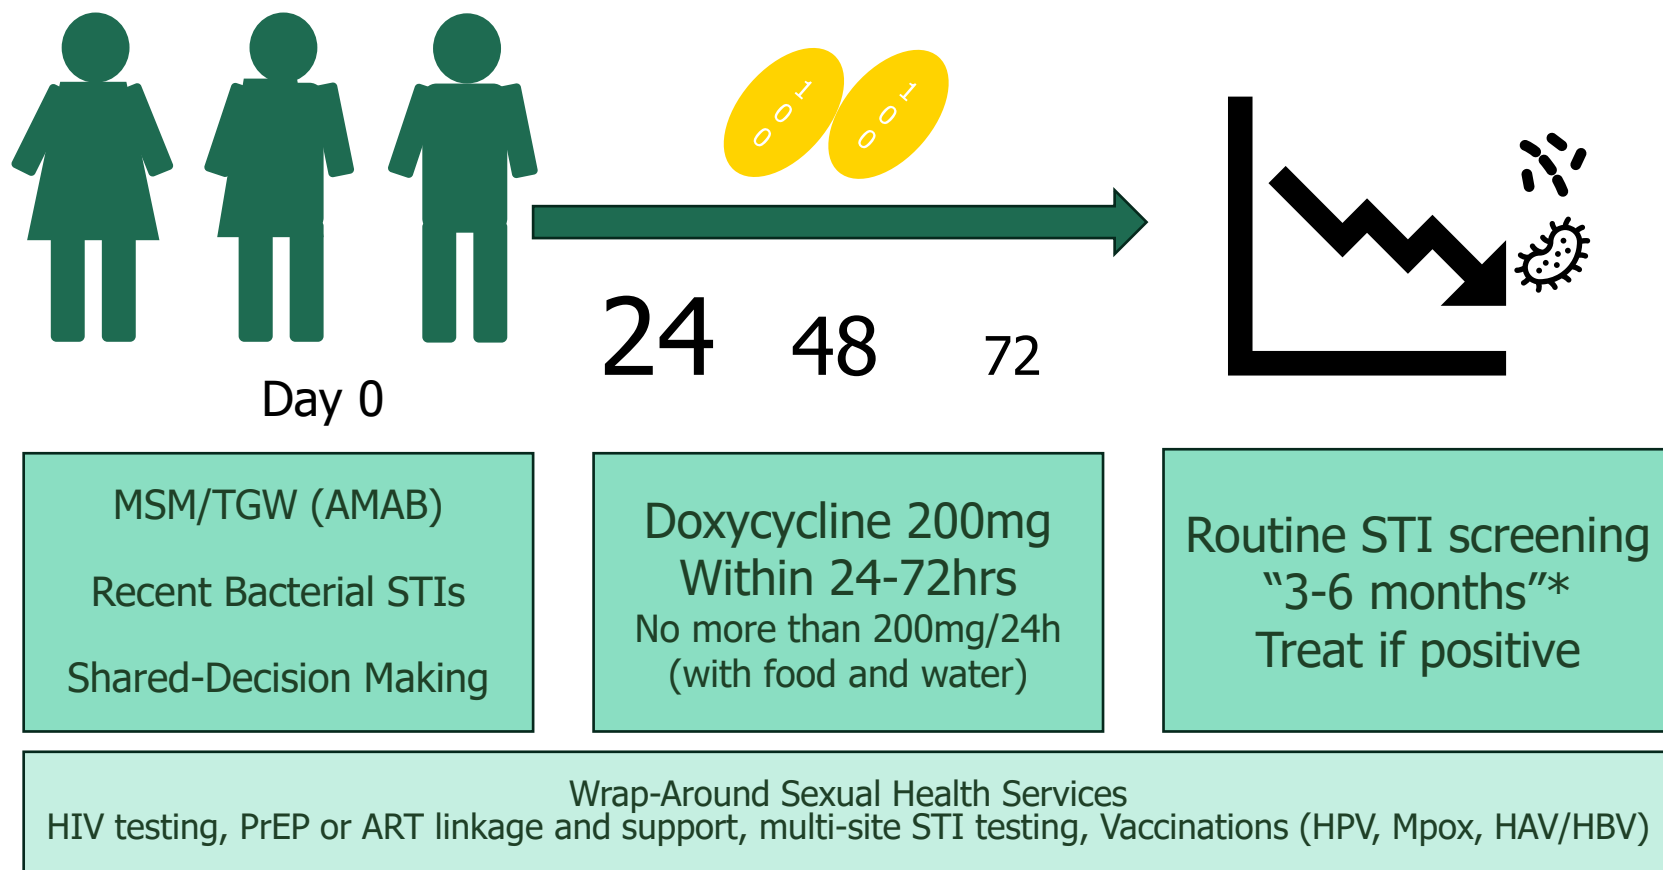 100
100
24 48 72
Day 0
MSM/TGW (AMAB)
Recent Bacterial STIs
Shared-Decision Making
Doxycycline 200mg
Within 24-72hrs
No more than 200mg/24h
(with food and water)
Routine STI screening
“3-6 months”*
Treat if positive
Wrap-Around Sexual Health Services
HIV testing, PrEP or ART linkage and support, multi-site STI testing, Vaccinations (HPV, Mpox, HAV/HBV)